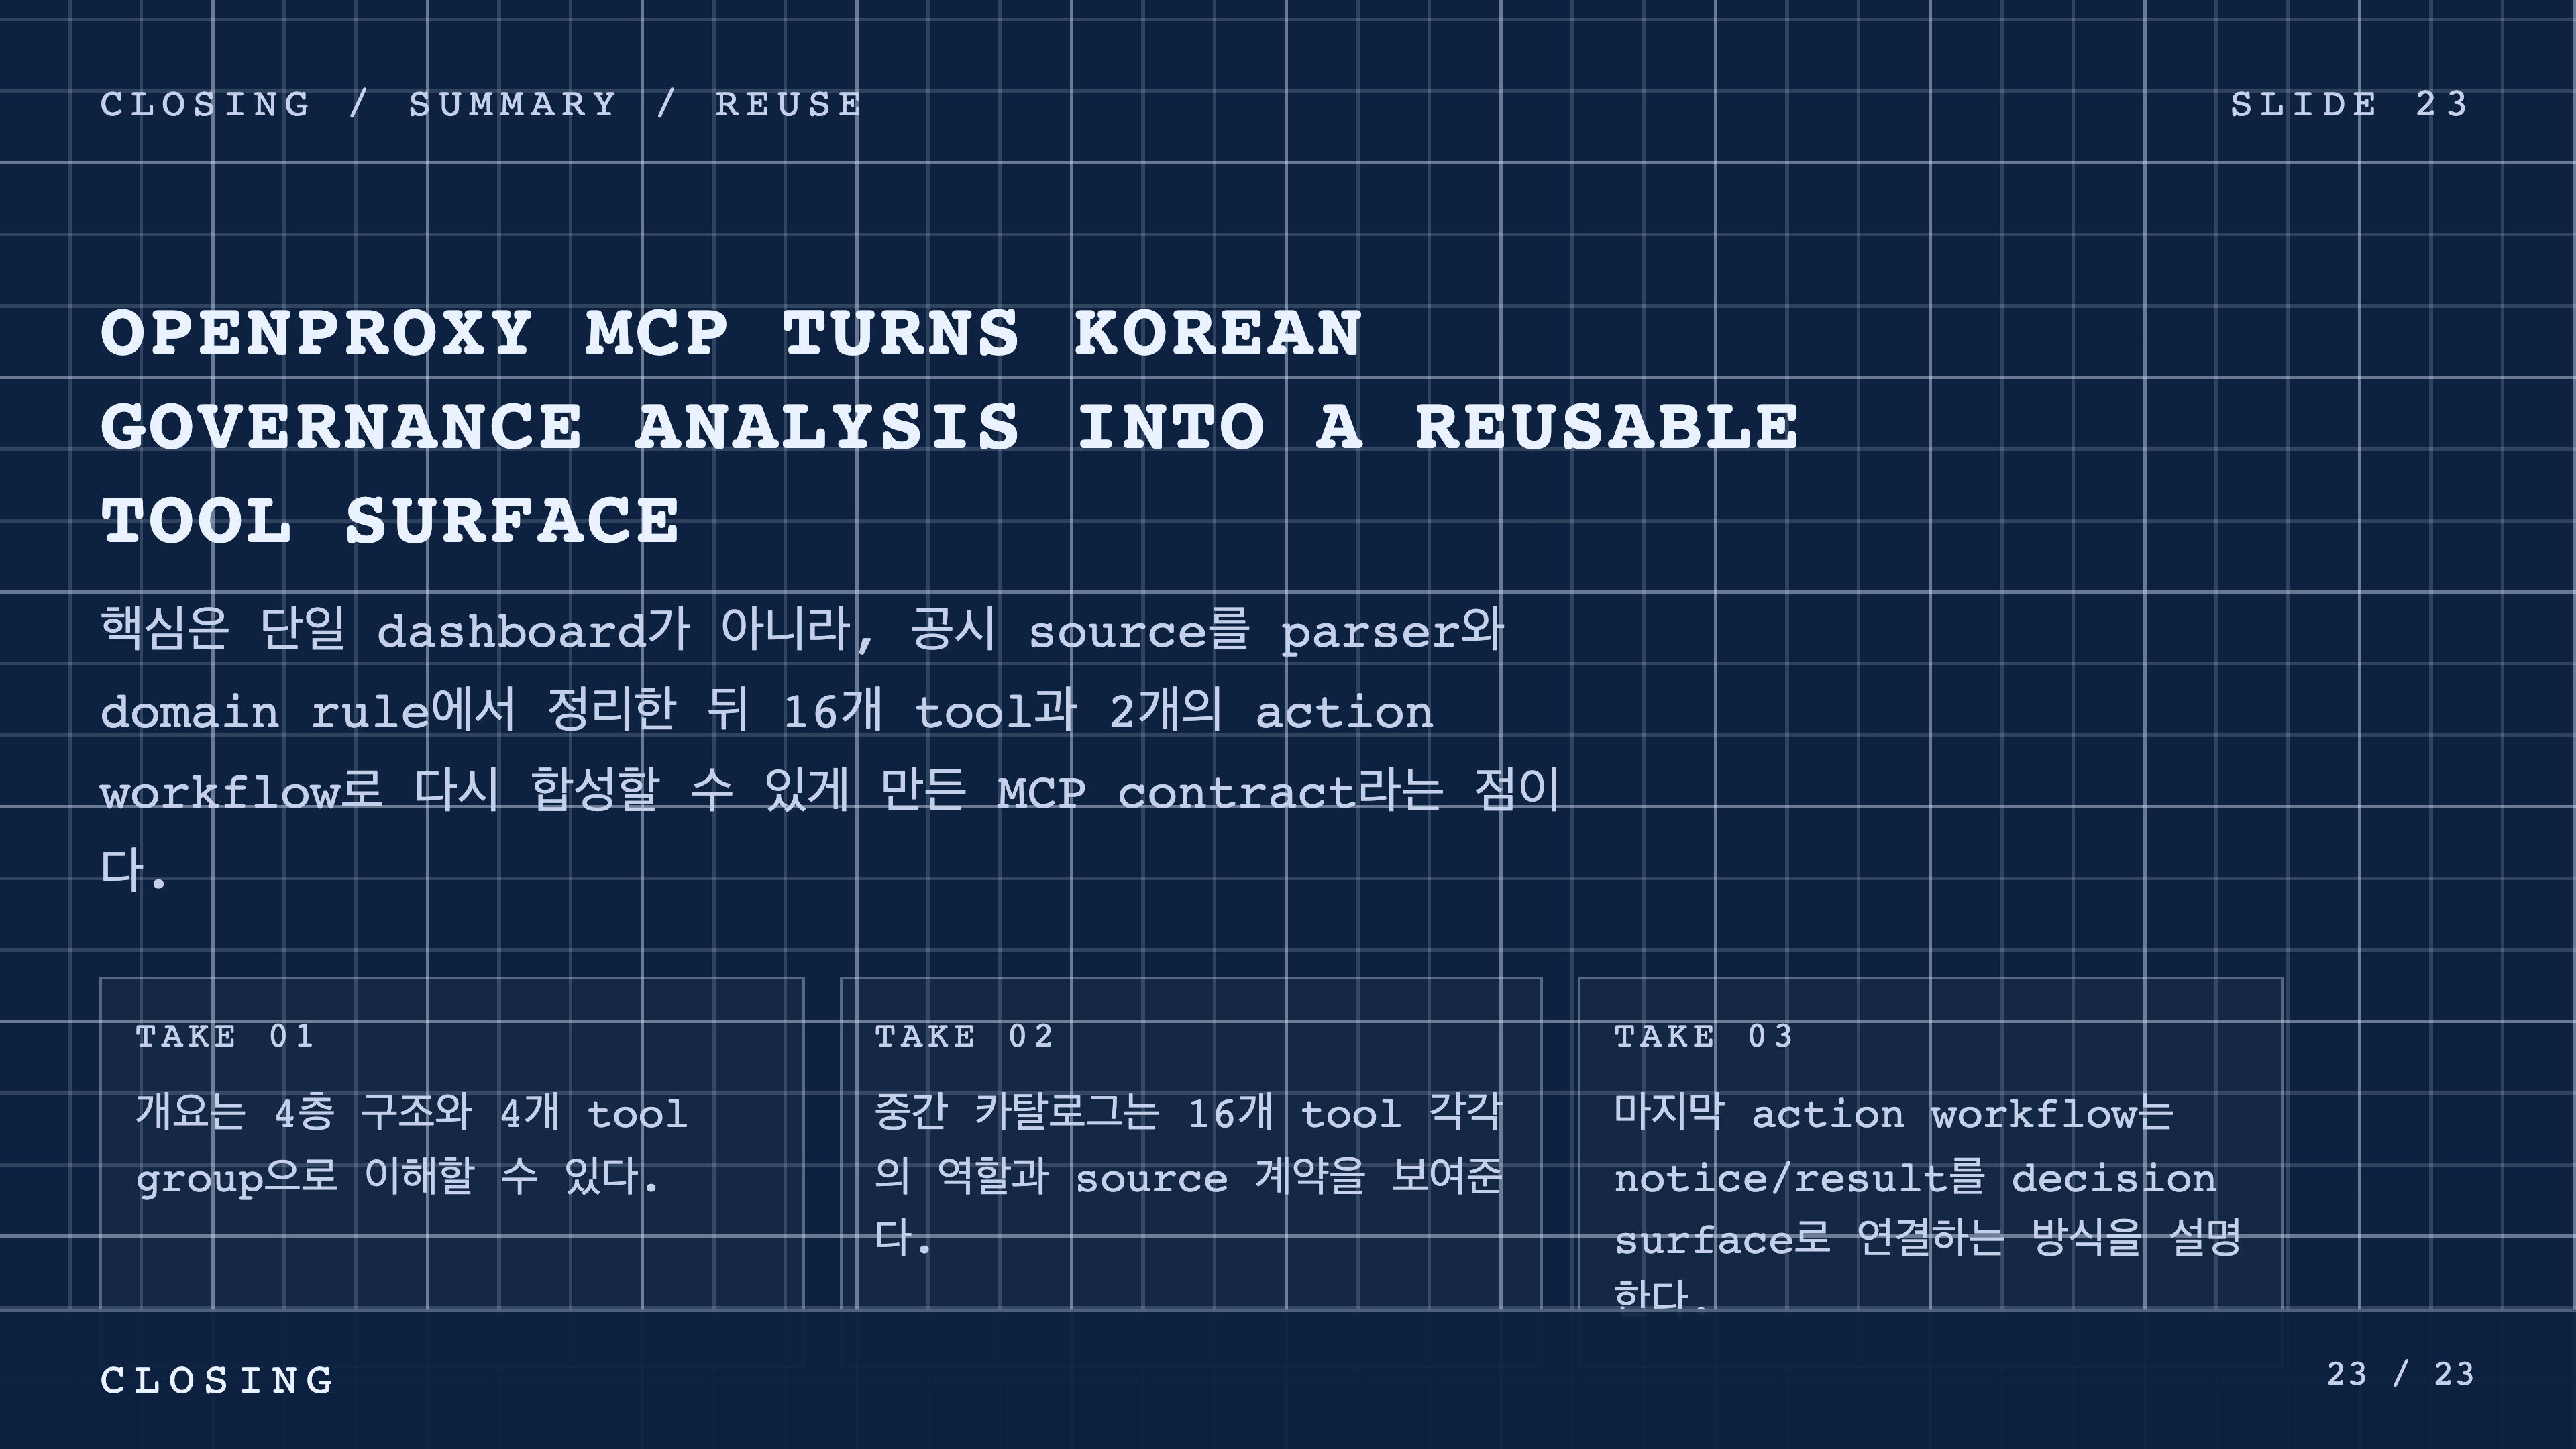 CLOSING / SUMMARY / REUSE
SLIDE 23
OPENPROXY MCP TURNS KOREAN
GOVERNANCE ANALYSIS INTO A REUSABLE
TOOL SURFACE
핵심은 단일 dashboard가 아니라, 공시 source를 parser와
domain rule에서 정리한 뒤 16개 tool과 2개의 action
workflow로 다시 합성할 수 있게 만든 MCP contract라는 점이
다.
TAKE 01
개요는 4층 구조와 4개 tool
group으로 이해할 수 있다.
TAKE 02
중간 카탈로그는 16개 tool 각각
의 역할과 source 계약을 보여준
다.
TAKE 03
마지막 action workflow는
notice/result를 decision
surface로 연결하는 방식을 설명
한다.
CLOSING
23 / 23